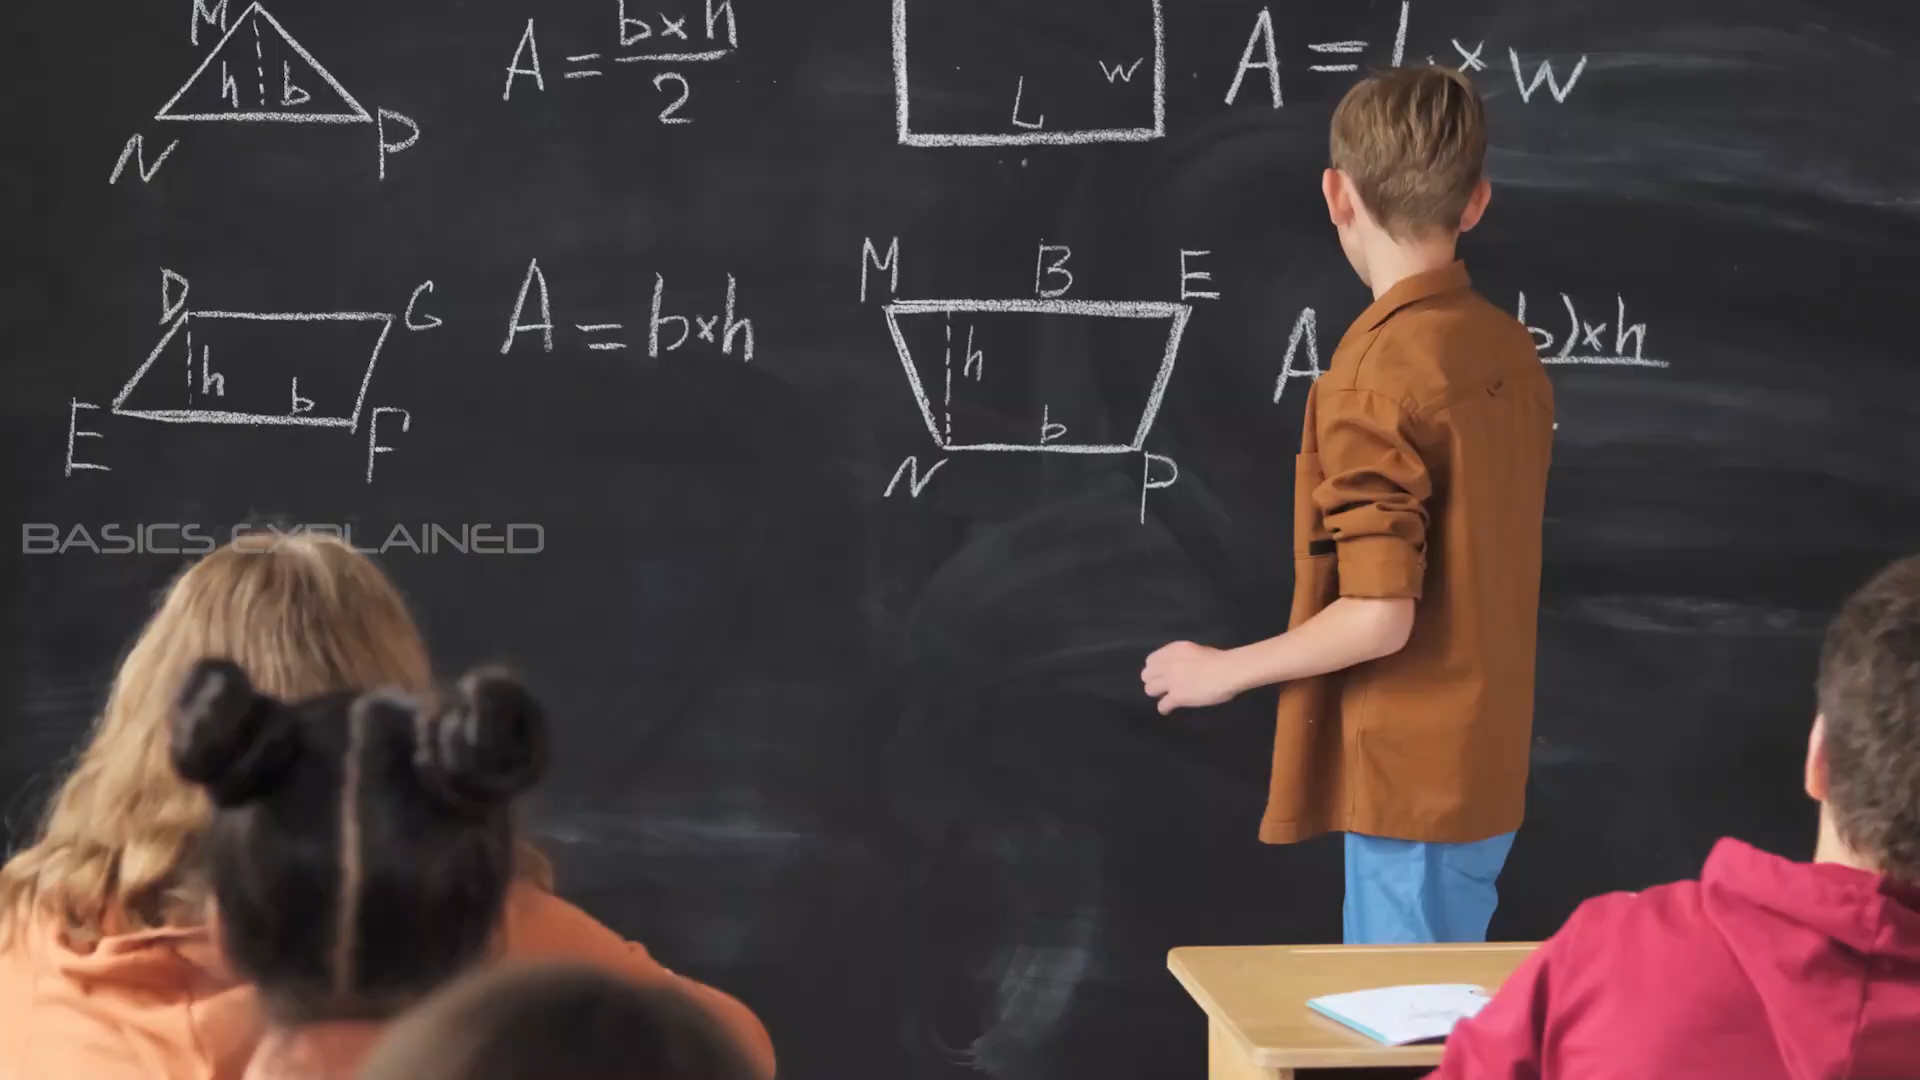 M
h b
N P
A = b×h
2
L w
A = L × w
D G
h b
E F
A = b×h
M B E
h
b
N P
A b)×h
BASICS EXPLAINED